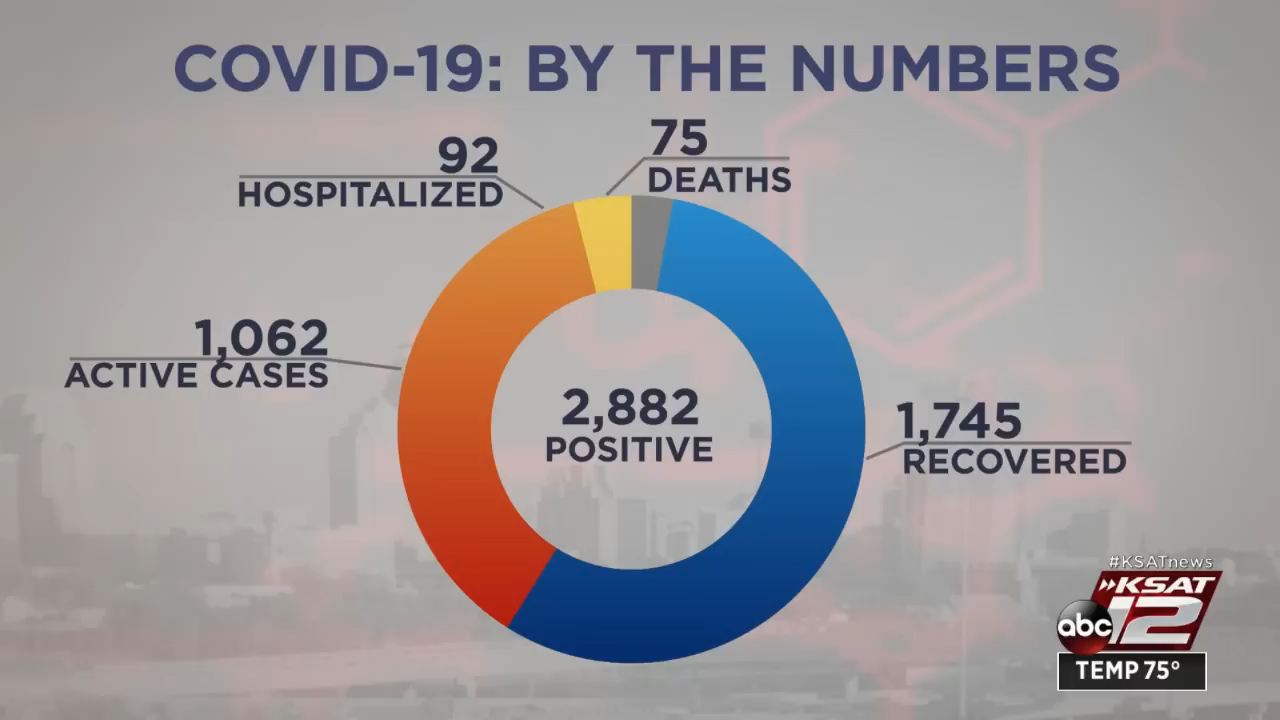 COVID-19: BY THE NUMBERS
92
HOSPITALIZED
75
DEATHS
1,062
ACTIVE CASES
2,882
POSITIVE
1,745
RECOVERED
#KSATnews
KSAT
abc 12
TEMP 75°